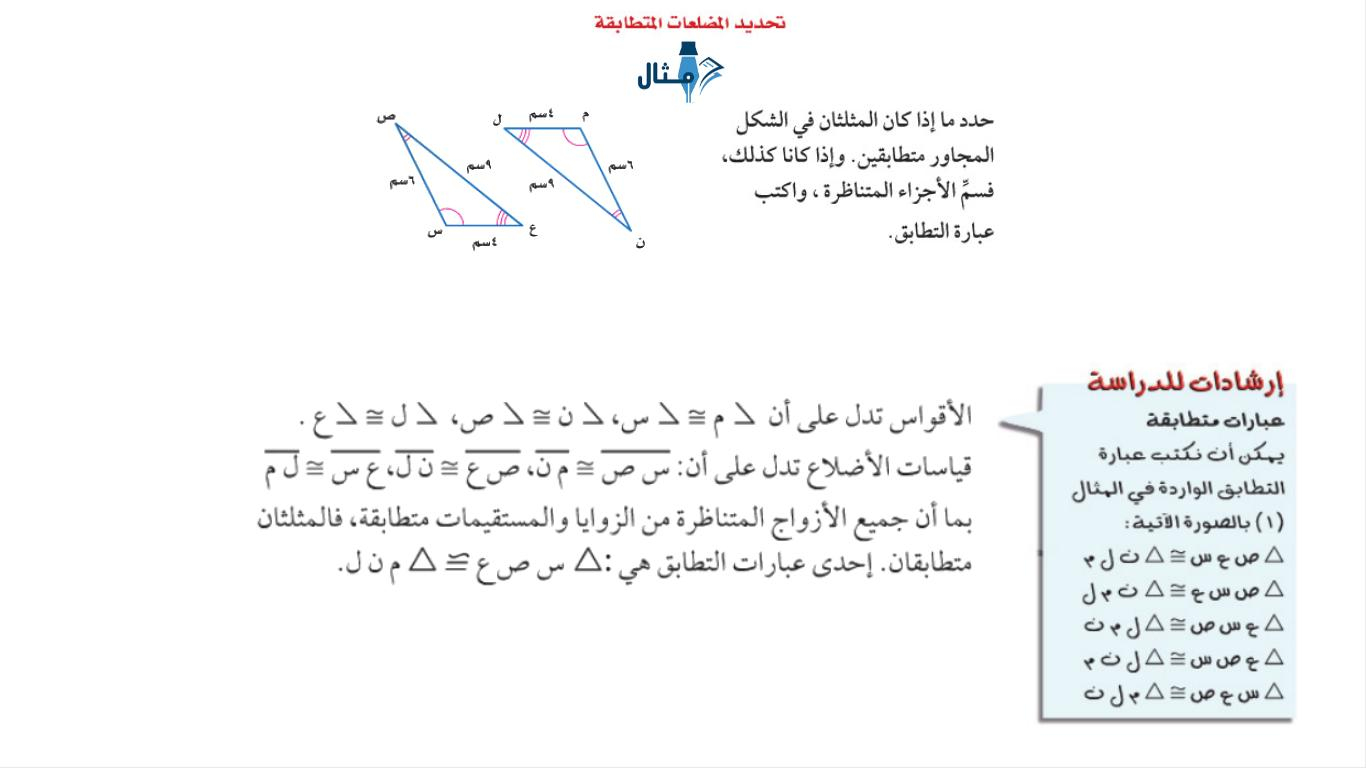 تحديد المضلعات المتطابقة
مثال
حدد ما إذا كان المثلثان في الشكل
المجاور متطابقين. وإذا كانا كذلك،
فسمِّ الأجزاء المتناظرة ، واكتب
عبارة التطابق.
م
٤سم
ل
٦سم
٩سم
ن
ص
٩سم
٦سم
س
ع
٤سم
الأقواس تدل على أن ∠ م ≅ ∠ س، ∠ ن ≅ ∠ ص، ∠ ل ≅ ∠ ع .
قياسات الأضلاع تدل على أن: س ص ≅ م ن، ص ع ≅ ن ل، ع س ≅ ل م
بما أن جميع الأزواج المتناظرة من الزوايا والمستقيمات متطابقة، فالمثلثان
متطابقان. إحدى عبارات التطابق هي :△ س ص ع ≅ △ م ن ل.
إرشادات للدراسة
عبارات متطابقة
يمكن أن نكتب عبارة
التطابق الواردة في المثال
(١) بالصورة الآتية:
△ ص ع س ≅ △ ن ل م
△ ص س ع ≅ △ ن م ل
△ ع س ص ≅ △ ل م ن
△ ع ص س ≅ △ ل ن م
△ س ع ص ≅ △ م ل ن